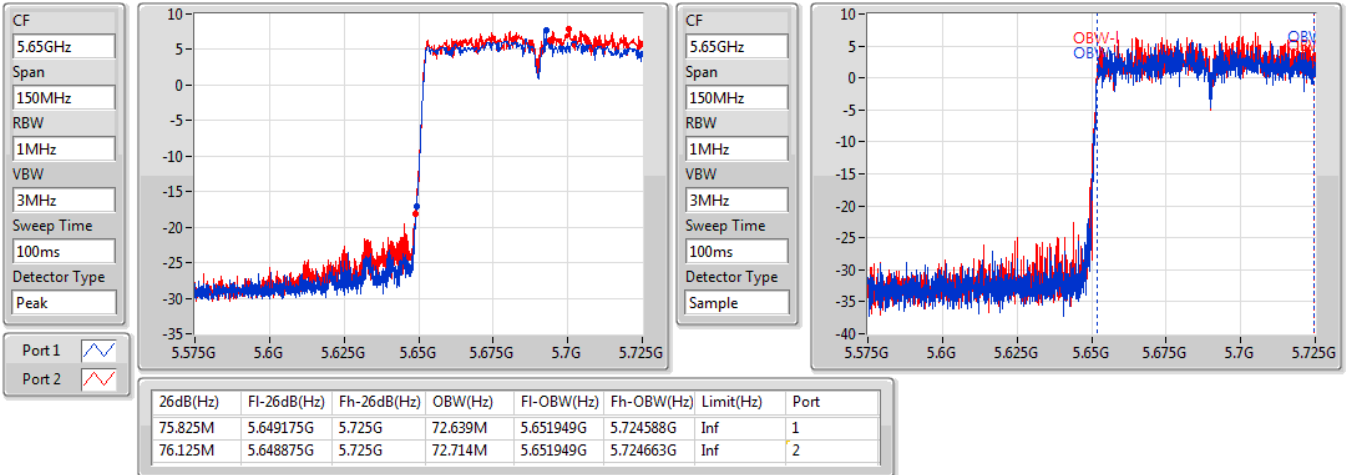 CF
5.65GHz
Span
150MHz
RBW
1MHz
VBW
3MHz
Sweep Time
100ms
Detector Type
Peak
Port 1
Port 2
10
5
0
-5
-10
-15
-20
-25
-30
-35
5.575G 5.6G 5.625G 5.65G 5.675G 5.7G 5.725G
CF
5.65GHz
Span
150MHz
RBW
1MHz
VBW
3MHz
Sweep Time
100ms
Detector Type
Sample
10
5
0
-5
-10
-15
-20
-25
-30
-35
-40
OBW-
OBW
OBW
5.575G 5.6G 5.625G 5.65G 5.675G 5.7G 5.725G
26dB(Hz) Fl-26dB(Hz) Fh-26dB(Hz) OBW(Hz) Fl-OBW(Hz) Fh-OBW(Hz) Limit(Hz) Port
75.825M 5.649175G 5.725G 72.639M 5.651949G 5.724588G Inf 1
76.125M 5.648875G 5.725G 72.714M 5.651949G 5.724663G Inf 2